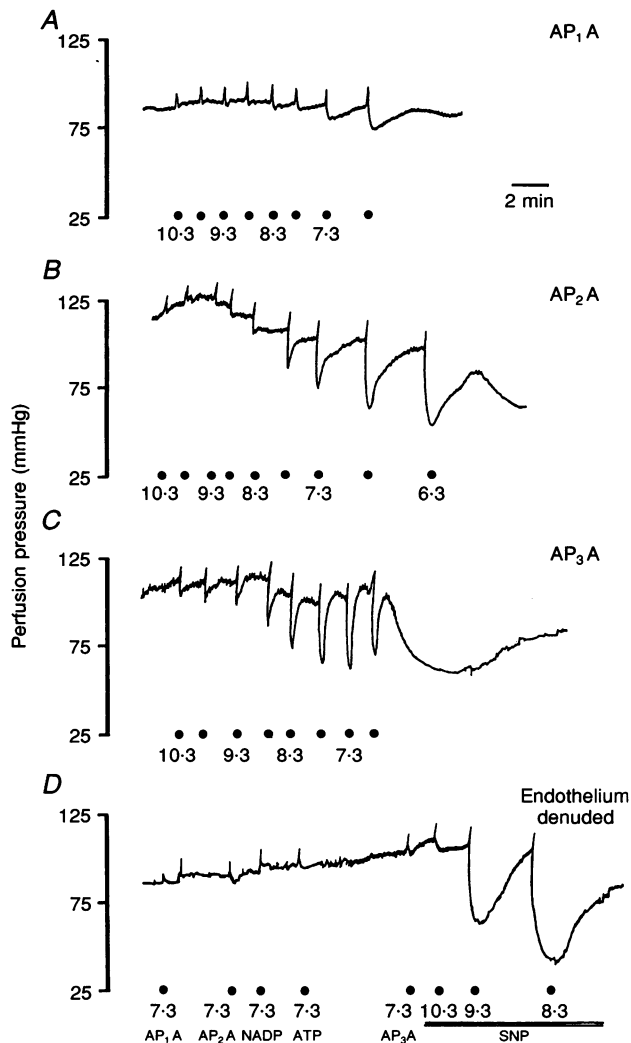 A
AP1A
125
75
25
2 min
10·3 9·3 8·3 7·3
B
AP2A
125
75
25
10·3 9·3 8·3 7·3 6·3
Perfusion pressure (mmHg)
C
AP3A
125
75
25
10·3 9·3 8·3 7·3
D
Endothelium
denuded
125
75
25
7·3 7·3 7·3 7·3 7·3 10·3 9·3 8·3
AP1A AP2A NADP ATP AP3A SNP